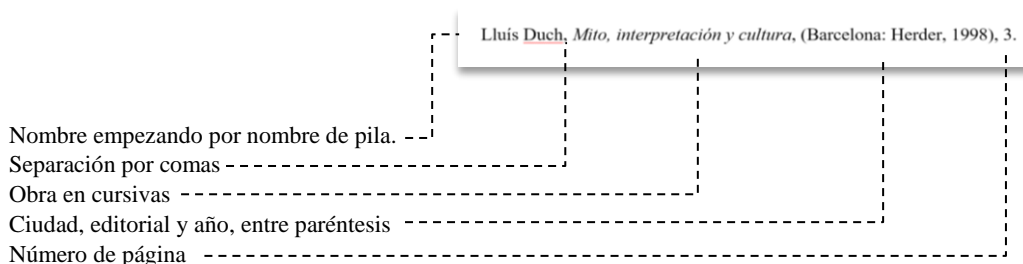 Lluís Duch, Mito, interpretación y cultura, (Barcelona: Herder, 1998), 3.
Nombre empezando por nombre de pila.
Separación por comas
Obra en cursivas
Ciudad, editorial y año, entre paréntesis
Número de página